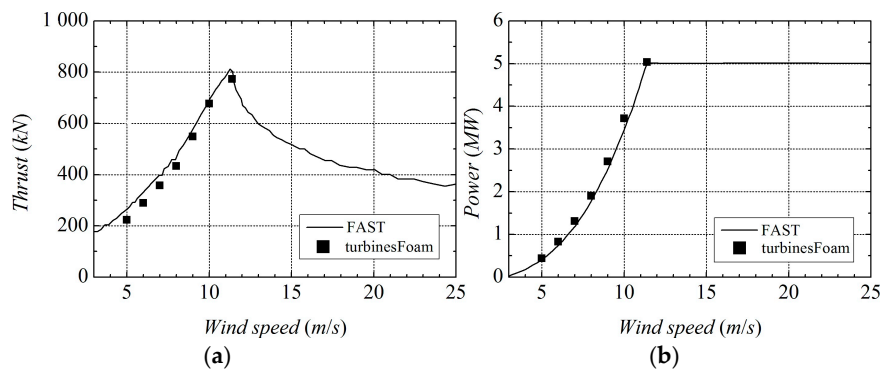 1 000
800
600
400
200
0
Thrust (kN)
5
10
15
20
25
Wind speed (m/s)
FAST
turbinesFoam
(a)
6
5
4
3
2
1
0
Power (MW)
5
10
15
20
25
Wind speed (m/s)
FAST
turbinesFoam
(b)